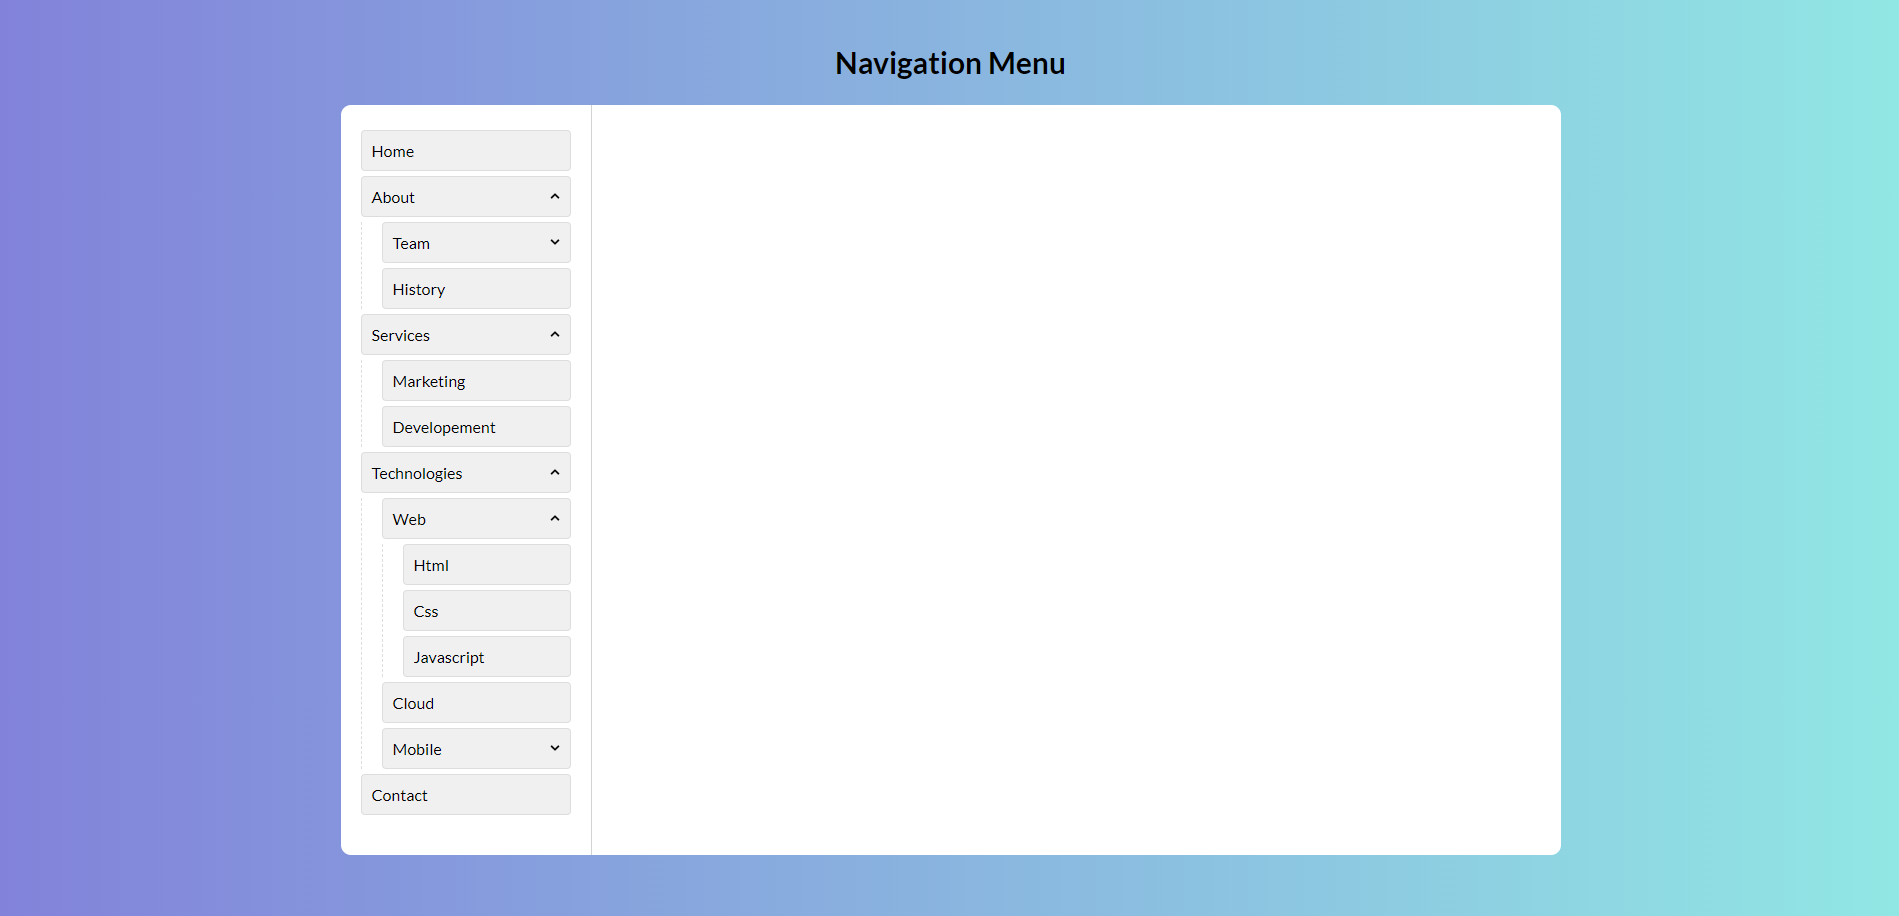 Navigation Menu
Home
About
Team
History
Services
Marketing
Developement
Technologies
Web
Html
Css
Javascript
Cloud
Mobile
Contact